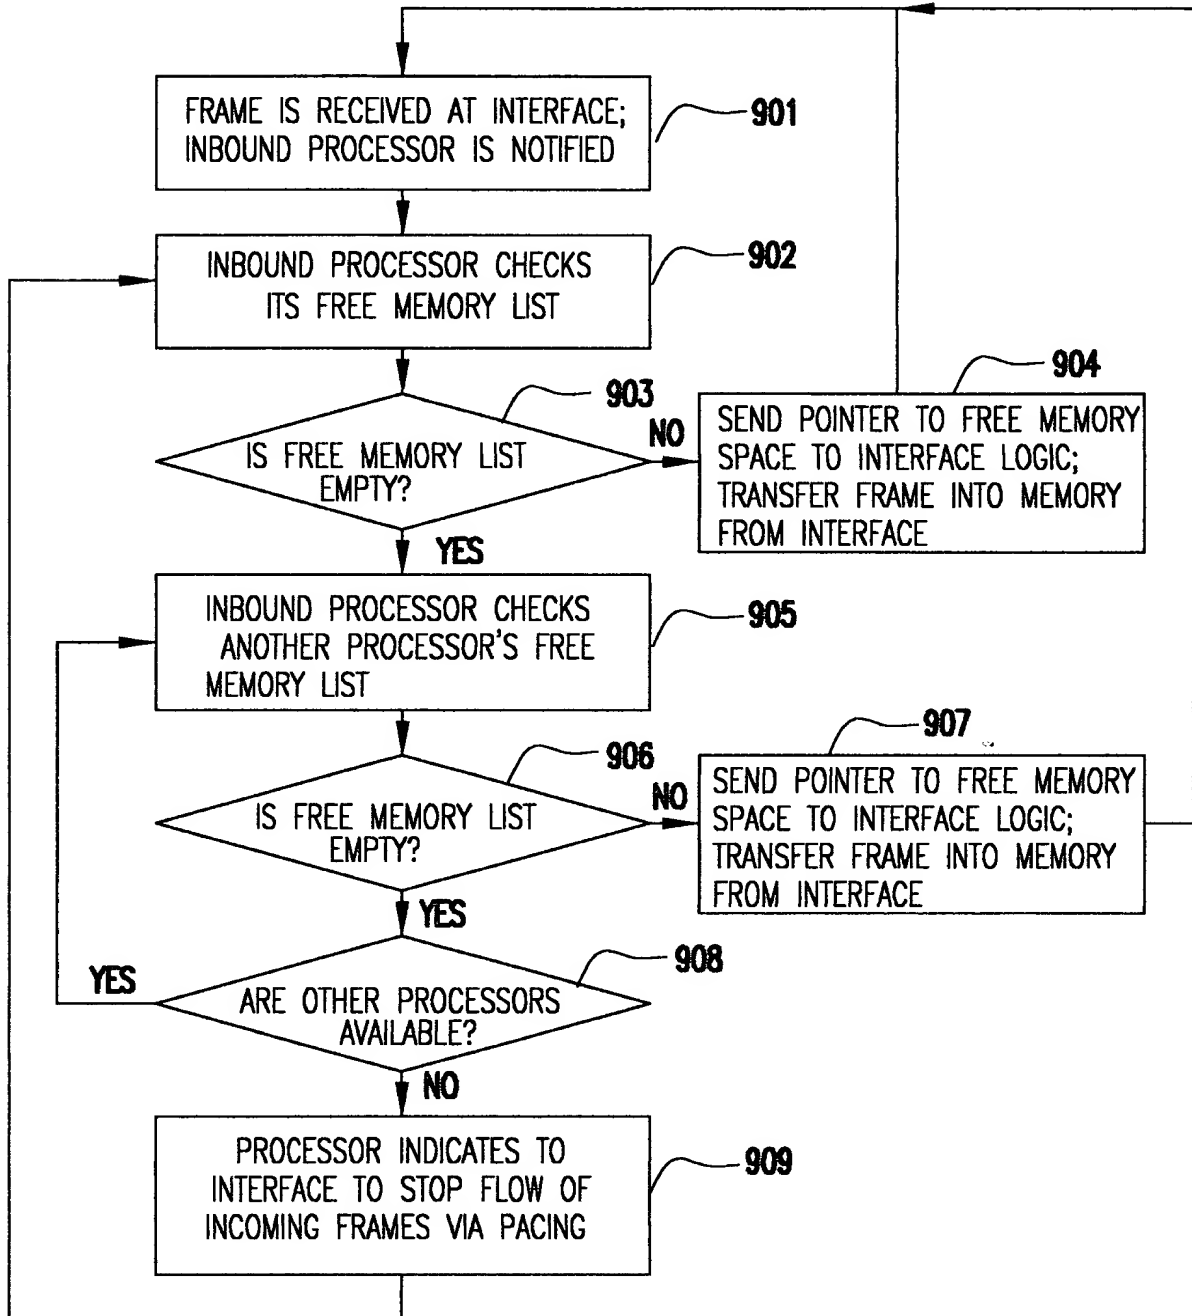 FRAME IS RECEIVED AT INTERFACE;
INBOUND PROCESSOR IS NOTIFIED
901
INBOUND PROCESSOR CHECKS
ITS FREE MEMORY LIST
902
903
IS FREE MEMORY LIST
EMPTY?
NO
904
SEND POINTER TO FREE MEMORY
SPACE TO INTERFACE LOGIC;
TRANSFER FRAME INTO MEMORY
FROM INTERFACE
YES
INBOUND PROCESSOR CHECKS
ANOTHER PROCESSOR'S FREE
MEMORY LIST
905
906
IS FREE MEMORY LIST
EMPTY?
NO
907
SEND POINTER TO FREE MEMORY
SPACE TO INTERFACE LOGIC;
TRANSFER FRAME INTO MEMORY
FROM INTERFACE
YES
908
YES
ARE OTHER PROCESSORS
AVAILABLE?
NO
PROCESSOR INDICATES TO
INTERFACE TO STOP FLOW OF
INCOMING FRAMES VIA PACING
909